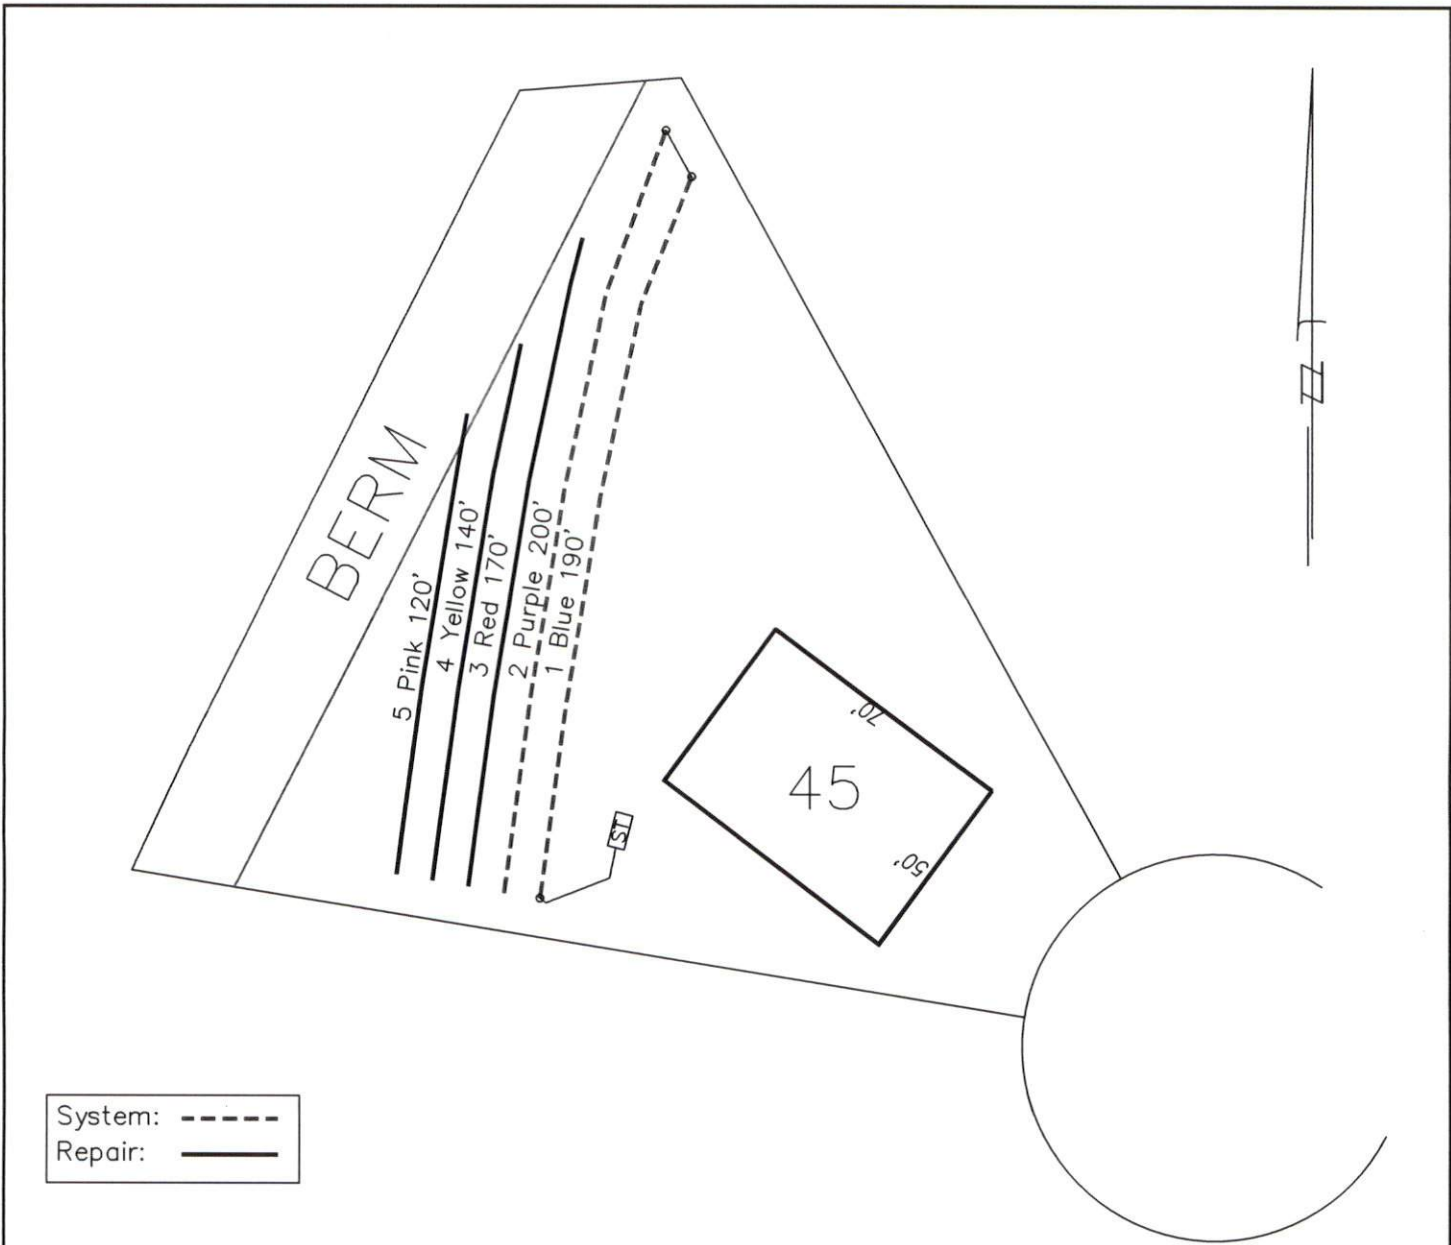 N
BERM
5 Pink 120'
4 Yellow 140'
3 Red 170'
2 Purple 200'
1 Blue 190'
70'
45
50'
ST
System:
Repair: